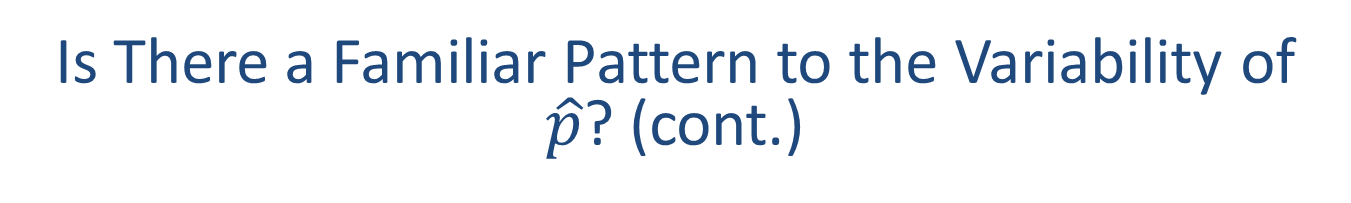 Is There a Familiar Pattern to the Variability of
p̂? (cont.)